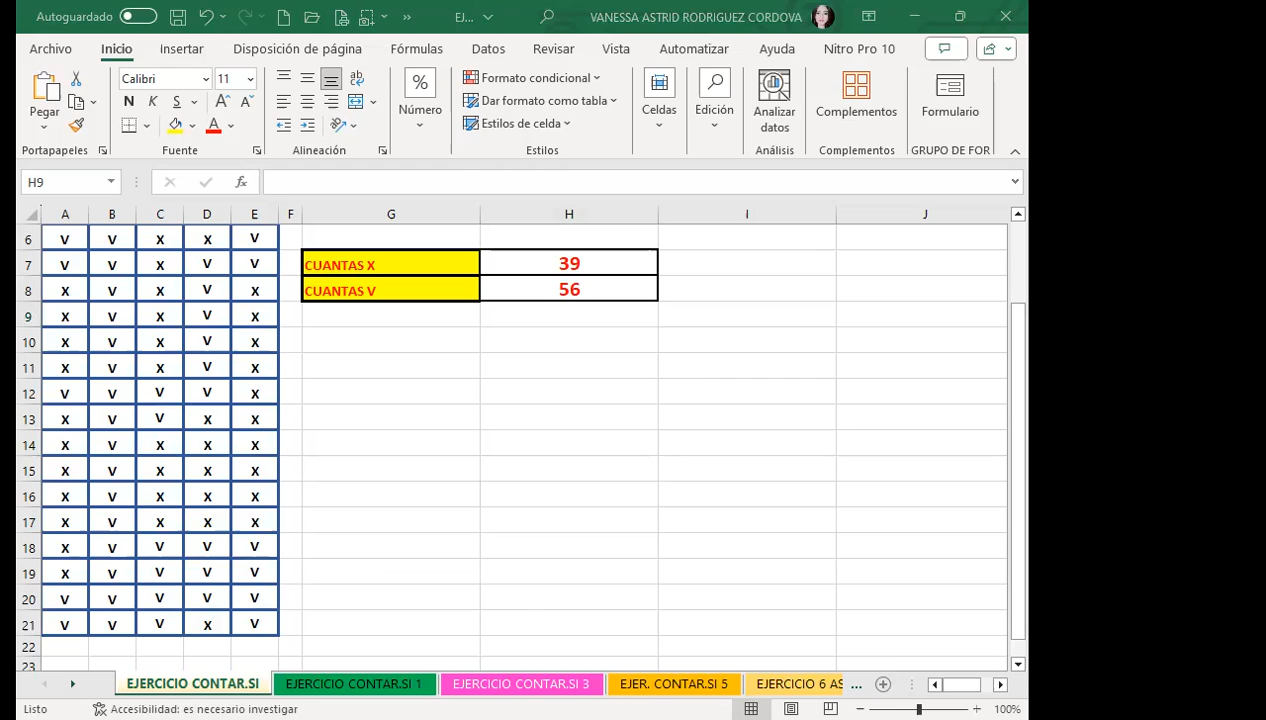 Autoguardado EJ... VANESSA ASTRID RODRIGUEZ CORDOVA
Archivo Inicio Insertar Disposición de página Fórmulas Datos Revisar Vista Automatizar Ayuda Nitro Pro 10
Pegar Calibri 11 N K S Número Formato condicional Dar formato como tabla Estilos de celda Celdas Edición Analizar datos Complementos Formulario
Portapapeles Fuente Alineación Estilos Análisis Complementos GRUPO DE FOR
H9 fx
A B C D E F G H I J
6 V V X X V
7 V V X V V CUANTAS X 39
8 X V X V X CUANTAS V 56
9 X V X V X
10 X V X V X
11 X V X V X
12 V V V V X
13 X V V X X
14 X V X X X
15 X V X X X
16 X V X X X
17 X V X X X
18 X V V V V
19 X V V V V
20 V V V V V
21 V V V X V
22
23
EJERCICIO CONTAR.SI EJERCICIO CONTAR.SI 1 EJERCICIO CONTAR.SI 3 EJER. CONTAR.SI 5 EJERCICIO 6 AS ...
Listo Accesibilidad: es necesario investigar 100%